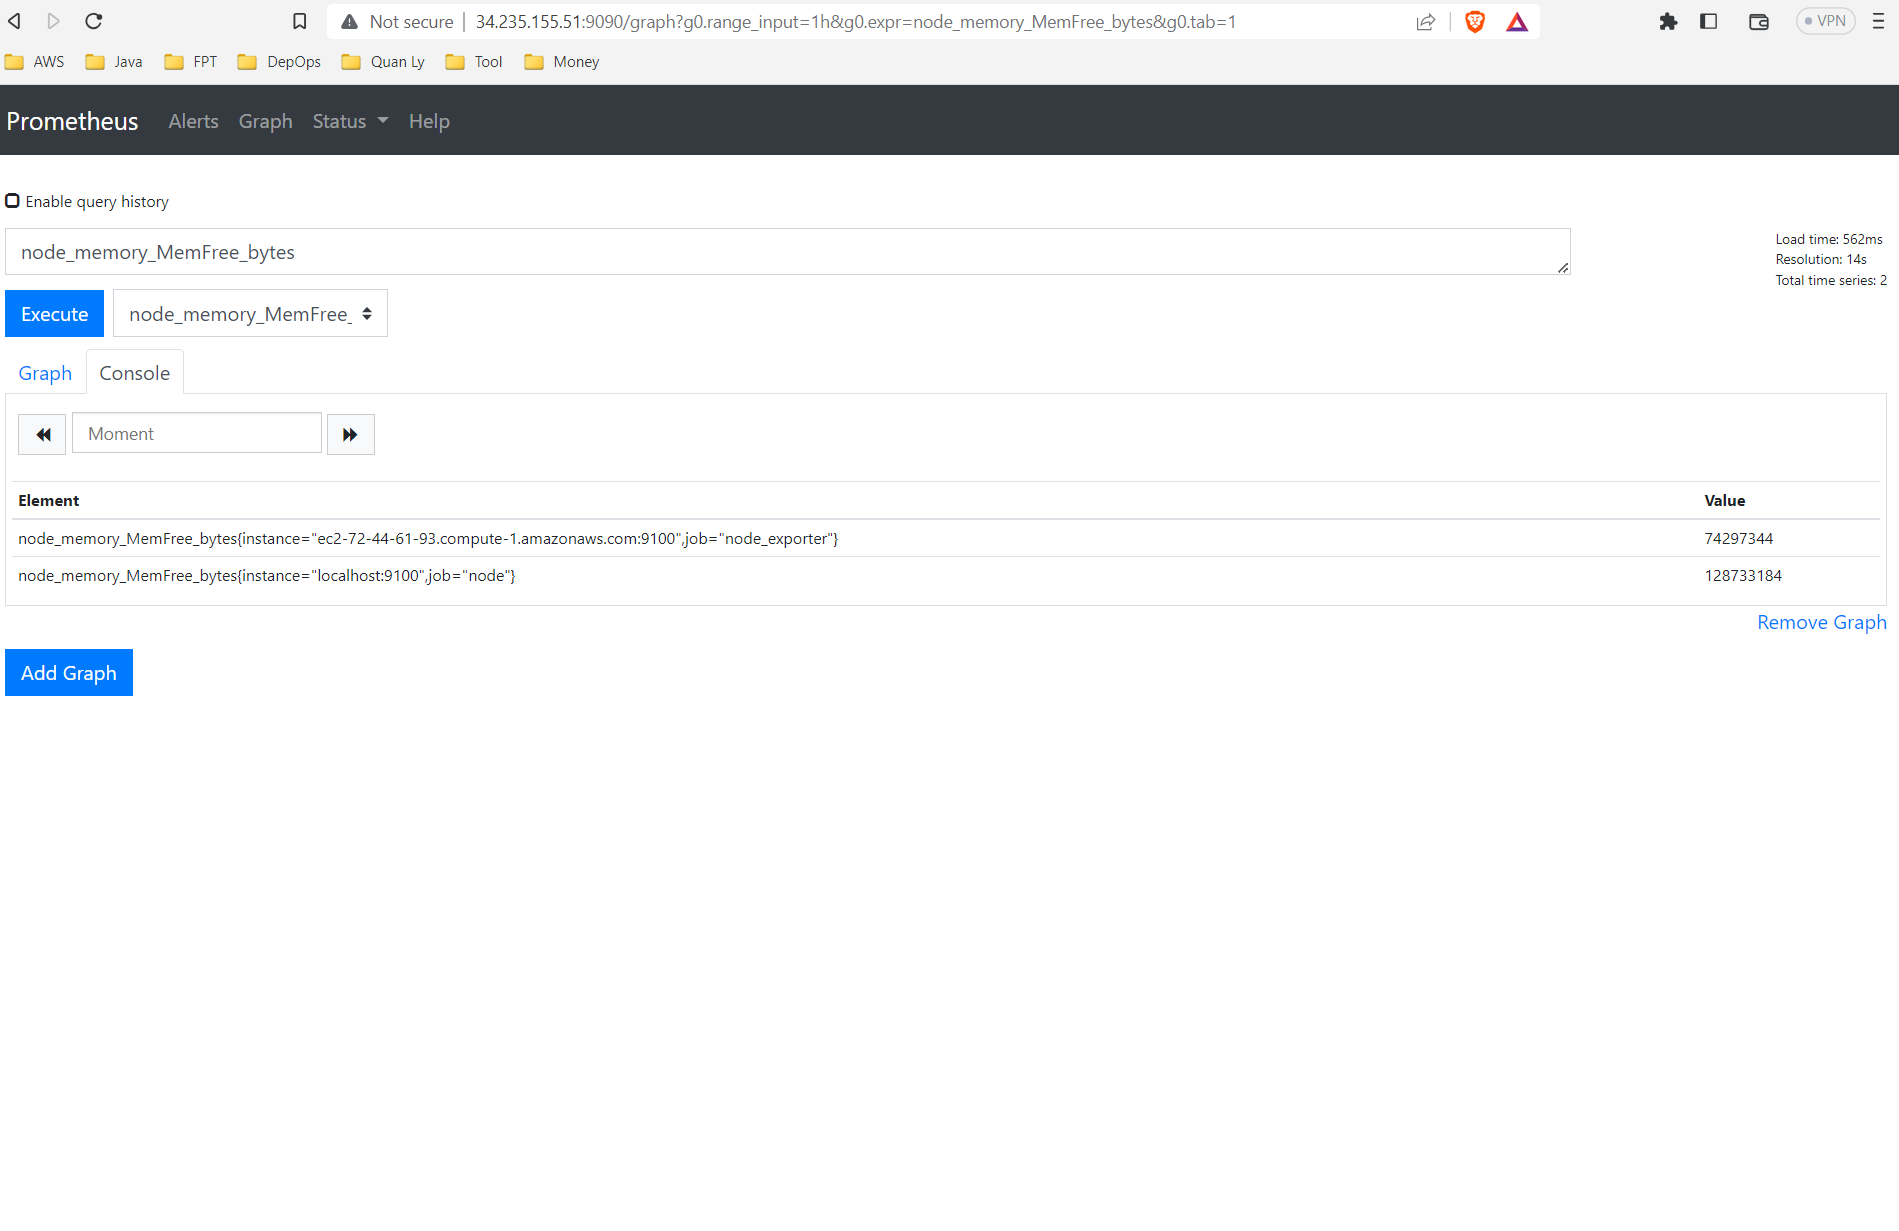 Not secure 34.235.155.51:9090/graph?g0.range_input=1h&g0.expr=node_memory_MemFree_bytes&g0.tab=1
VPN
AWS Java FPT DepOps Quan Ly Tool Money
Prometheus Alerts Graph Status Help
Enable query history
node_memory_MemFree_bytes
Load time: 562ms
Resolution: 14s
Total time series: 2
Execute node_memory_MemFree_
Graph Console
Moment
Element Value
node_memory_MemFree_bytes{instance="ec2-72-44-61-93.compute-1.amazonaws.com:9100",job="node_exporter"} 74297344
node_memory_MemFree_bytes{instance="localhost:9100",job="node"} 128733184
Remove Graph
Add Graph